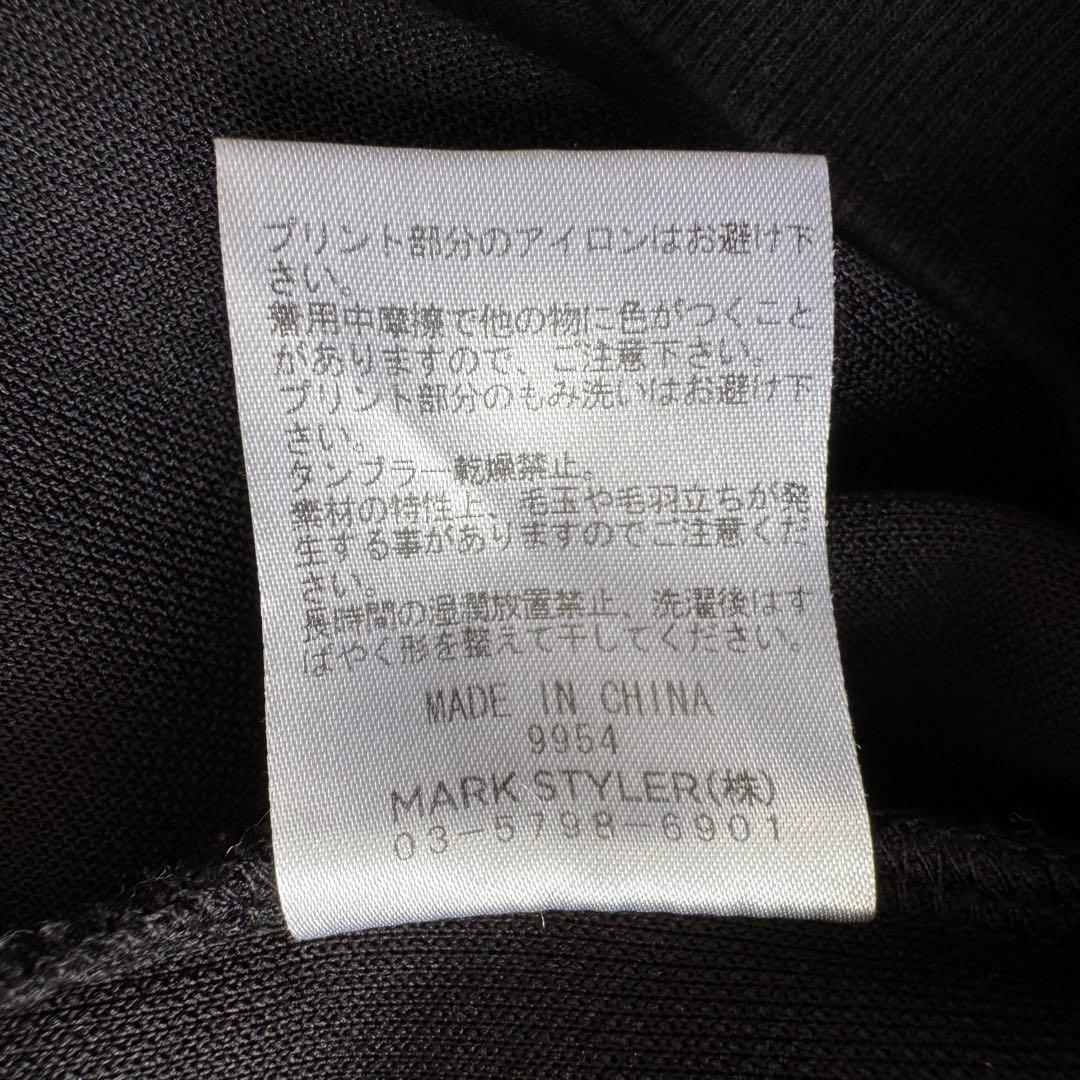 プリント部分のアイロンはお避け下
さい。
着用中摩擦で他の物に色がつくこと
がありますので、ご注意下さい。
プリント部分のもみ洗いはお避け下
さい。
タンブラー乾燥禁止。
素材の特性上、毛玉や毛羽立ちが発
生する事がありますのでご注意くだ
さい。
長時間の湿潤放置禁止、洗濯後はす
ばやく形を整えて干してください。
MADE IN CHINA
9954
MARK STYLER(株)
03-5798-6901